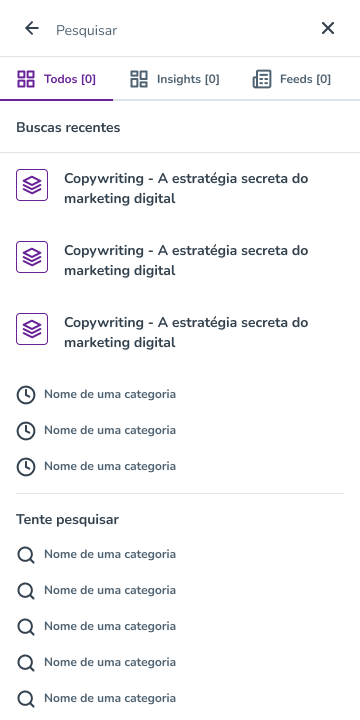 Pesquisar
Todos [0]
Insights [0]
Feeds [0]
Buscas recentes
Copywriting - A estratégia secreta do
marketing digital
Copywriting - A estratégia secreta do
marketing digital
Copywriting - A estratégia secreta do
marketing digital
Nome de uma categoria
Nome de uma categoria
Nome de uma categoria
Tente pesquisar
Nome de uma categoria
Nome de uma categoria
Nome de uma categoria
Nome de uma categoria
Nome de uma categoria